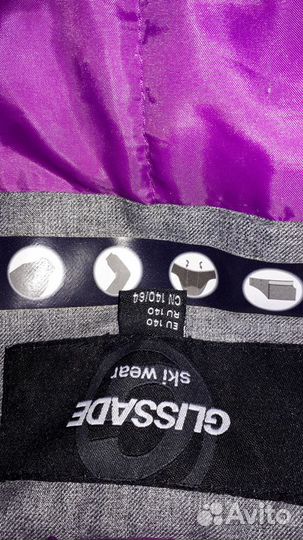 EU 140
RU 140
CN 140/64
GLISSADE
ski wear
Avito